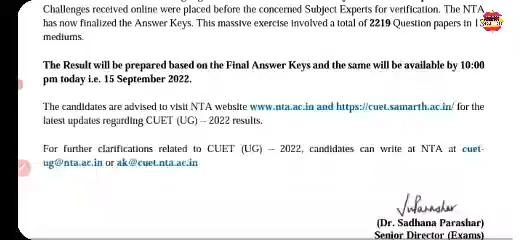 Challenges received online were placed before the concerned Subject Experts for verification. The NTA
has now finalized the Answer Keys. This massive exercise involved a total of 2219 Question papers in
mediums.
The Result will be prepared based on the Final Answer Keys and the same will be available by 10:00
pm today i.e. 15 September 2022.
The candidates are advised to visit NTA website www.nta.ac.in and https://cuet.samarth.ac.in/ for the
latest updates regarding CUET (UG) – 2022 results.
For further clarifications related to CUET (UG) – 2022, candidates can write at NTA at cuet-
ug@nta.ac.in or ak@cuet.nta.ac.in
(Dr. Sadhana Parashar)
Senior Director (Exams)